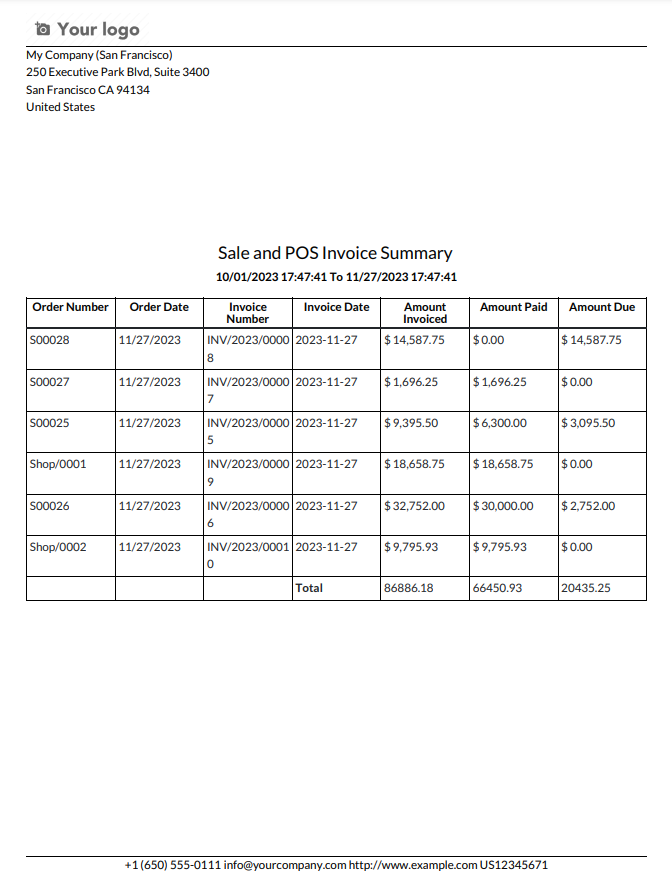 Your logo
My Company (San Francisco)
250 Executive Park Blvd, Suite 3400
San Francisco CA 94134
United States
Sale and POS Invoice Summary
10/01/2023 17:47:41 To 11/27/2023 17:47:41
Order Number Order Date Invoice Number Invoice Date Amount Invoiced Amount Paid Amount Due
S00028 11/27/2023 INV/2023/00008 2023-11-27 $ 14,587.75 $ 0.00 $ 14,587.75
S00027 11/27/2023 INV/2023/00007 2023-11-27 $ 1,696.25 $ 1,696.25 $ 0.00
S00025 11/27/2023 INV/2023/00005 2023-11-27 $ 9,395.50 $ 6,300.00 $ 3,095.50
Shop/0001 11/27/2023 INV/2023/00009 2023-11-27 $ 18,658.75 $ 18,658.75 $ 0.00
S00026 11/27/2023 INV/2023/00006 2023-11-27 $ 32,752.00 $ 30,000.00 $ 2,752.00
Shop/0002 11/27/2023 INV/2023/00010 2023-11-27 $ 9,795.93 $ 9,795.93 $ 0.00
Total 86886.18 66450.93 20435.25
+1 (650) 555-0111 info@yourcompany.com http://www.example.com US12345671